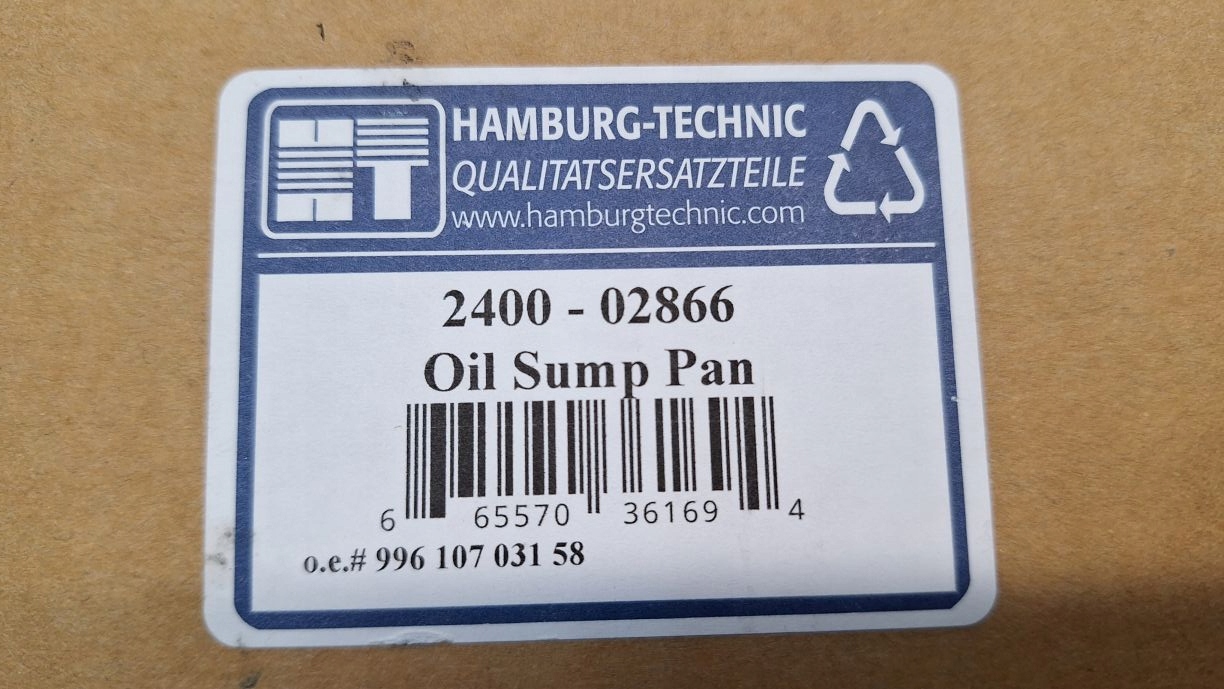 HAMBURG-TECHNIC
QUALITATSERSATZTEILE
www.hamburgtechnic.com
HT
2400 - 02866
Oil Sump Pan
6 65570 36169 4
o.e.# 996 107 031 58